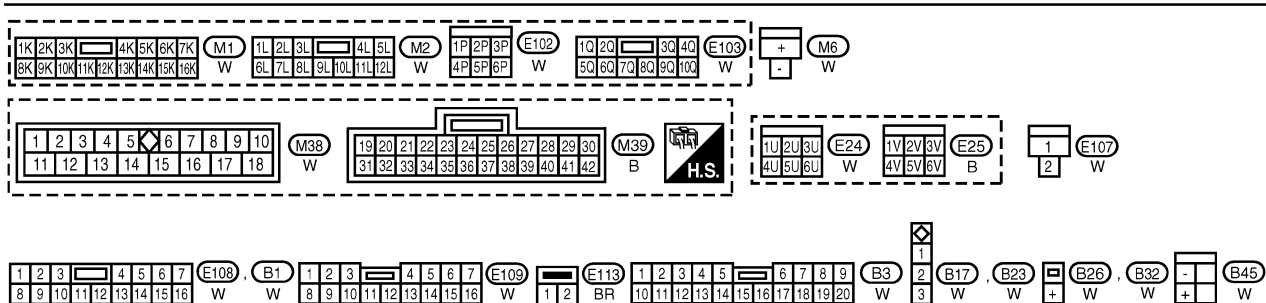 1K 2K 3K 4K 5K 6K 7K M1 1L 2L 3L 4L 5L M2 1P 2P 3P E102 1Q 2Q 3Q 4Q E103 + M6
8K 9K 10K 11K 12K 13K 14K 15K 16K W 6L 7L 8L 9L 10L 11L 12L W 4P 5P 6P W 5Q 6Q 7Q 8Q 9Q 10Q W - W
1 2 3 4 5 6 7 8 9 10 M38 19 20 21 22 23 24 25 26 27 28 29 30 M39 1U 2U 3U E24 1V 2V 3V E25 1 E107
11 12 13 14 15 16 17 18 W 31 32 33 34 35 36 37 38 39 40 41 42 B H.S. 4U 5U 6U W 4V 5V 6V B 2 W
1 2 3 4 5 6 7 E108 , B1 1 2 3 4 5 6 7 E109 E113 1 2 3 4 5 6 7 8 9 B3 1 2 3 B17 , B23 B26 , B32 - B45
8 9 10 11 12 13 14 15 16 W W 8 9 10 11 12 13 14 15 16 W 1 2 BR 10 11 12 13 14 15 16 17 18 19 20 W W W + W W + W